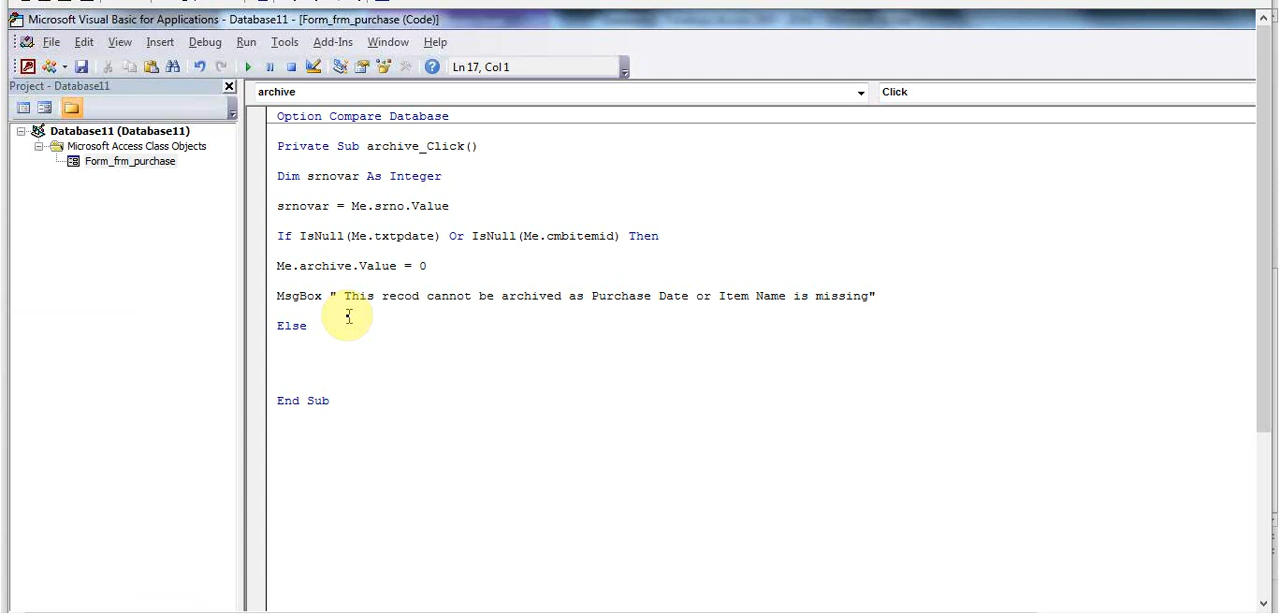 Microsoft Visual Basic for Applications - Database11 - [Form_frm_purchase (Code)]
File Edit View Insert Debug Run Tools Add-Ins Window Help
Ln 17, Col 1
Project - Database11
archive Click
Database11 (Database11)
Microsoft Access Class Objects
Form_frm_purchase
Option Compare Database
Private Sub archive_Click()
Dim srnovar As Integer
srnovar = Me.srno.Value
If IsNull(Me.txtpdate) Or IsNull(Me.cmbitemid) Then
Me.archive.Value = 0
MsgBox " This recod cannot be archived as Purchase Date or Item Name is missing"
Else
End Sub